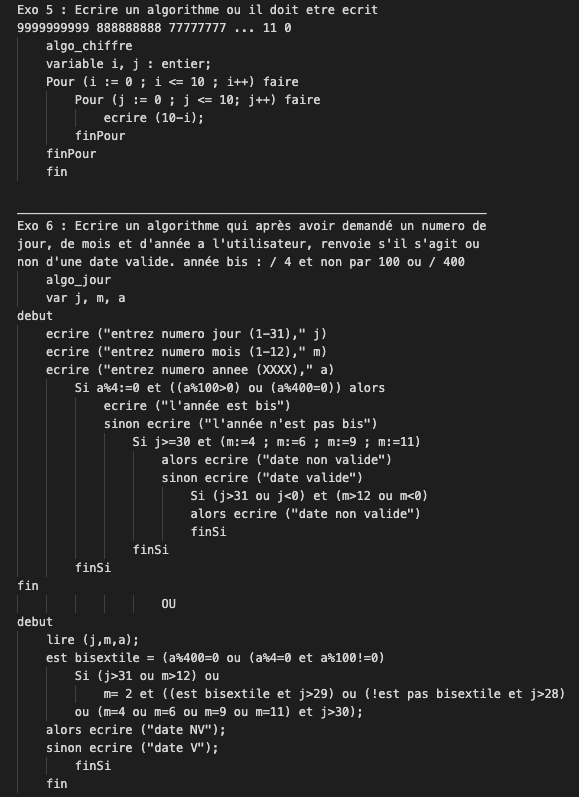 Exo 5 : Ecrire un algorithme ou il doit etre ecrit
9999999999 888888888 77777777 ... 11 0
algo_chiffre
variable i, j : entier;
Pour (i := 0 ; i <= 10 ; i++) faire
Pour (j := 0 ; j <= 10; j++) faire
ecrire (10-i);
finPour
finPour
fin
Exo 6 : Ecrire un algorithme qui après avoir demandé un numero de
jour, de mois et d'année a l'utilisateur, renvoie s'il s'agit ou
non d'une date valide. année bis : / 4 et non par 100 ou / 400
algo_jour
var j, m, a
debut
ecrire ("entrez numero jour (1-31)," j)
ecrire ("entrez numero mois (1-12)," m)
ecrire ("entrez numero annee (XXXX)," a)
Si a%4:=0 et ((a%100>0) ou (a%400=0)) alors
ecrire ("l'année est bis")
sinon ecrire ("l'année n'est pas bis")
Si j>=30 et (m:=4 ; m:=6 ; m:=9 ; m:=11)
alors ecrire ("date non valide")
sinon ecrire ("date valide")
Si (j>31 ou j<0) et (m>12 ou m<0)
alors ecrire ("date non valide")
finSi
finSi
finSi
fin
OU
debut
lire (j,m,a);
est bisextile = (a%400=0 ou (a%4=0 et a%100!=0)
Si (j>31 ou m>12) ou
m= 2 et ((est bisextile et j>29) ou (!est pas bisextile et j>28)
ou (m=4 ou m=6 ou m=9 ou m=11) et j>30);
alors ecrire ("date NV");
sinon ecrire ("date V");
finSi
fin